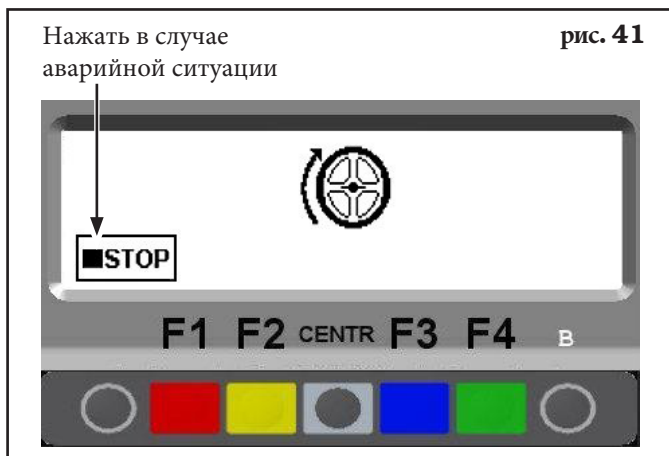 Нажать в случае
аварийной ситуации
рис. 41
■STOP
F1 F2 CENTR F3 F4 B